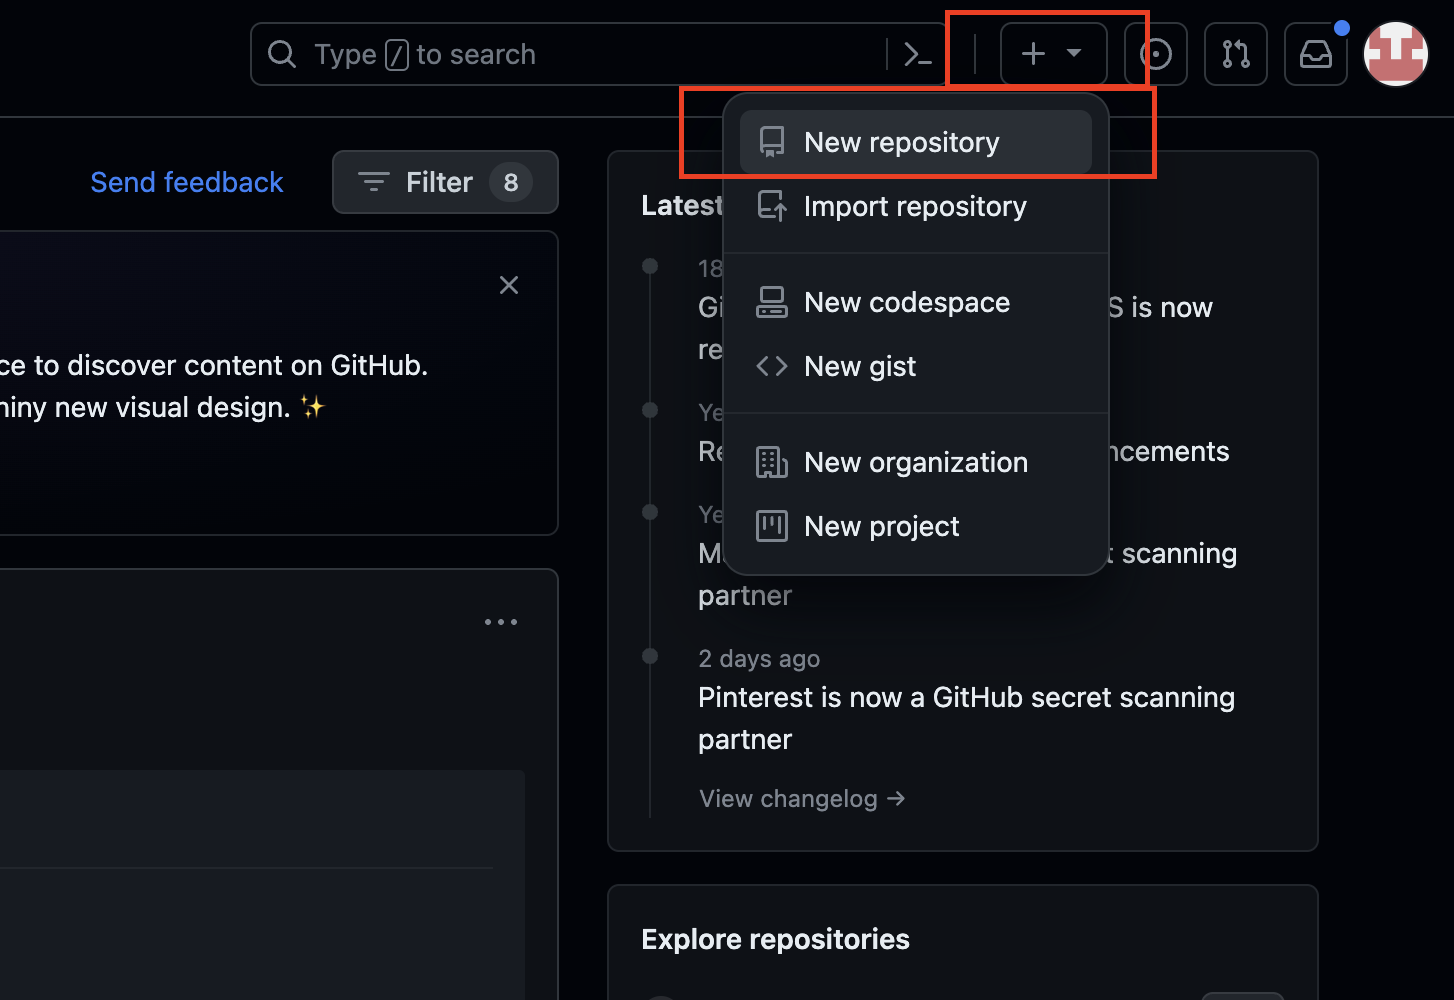 Type / to search
New repository
Import repository
New codespace
New gist
New organization
New project
Send feedback
Filter 8
ce to discover content on GitHub.
hiny new visual design. ✨
Latest
18
Gi
S is now
re
Ye
Re
ncements
Ye
M
t scanning
partner
2 days ago
Pinterest is now a GitHub secret scanning
partner
View changelog →
Explore repositories